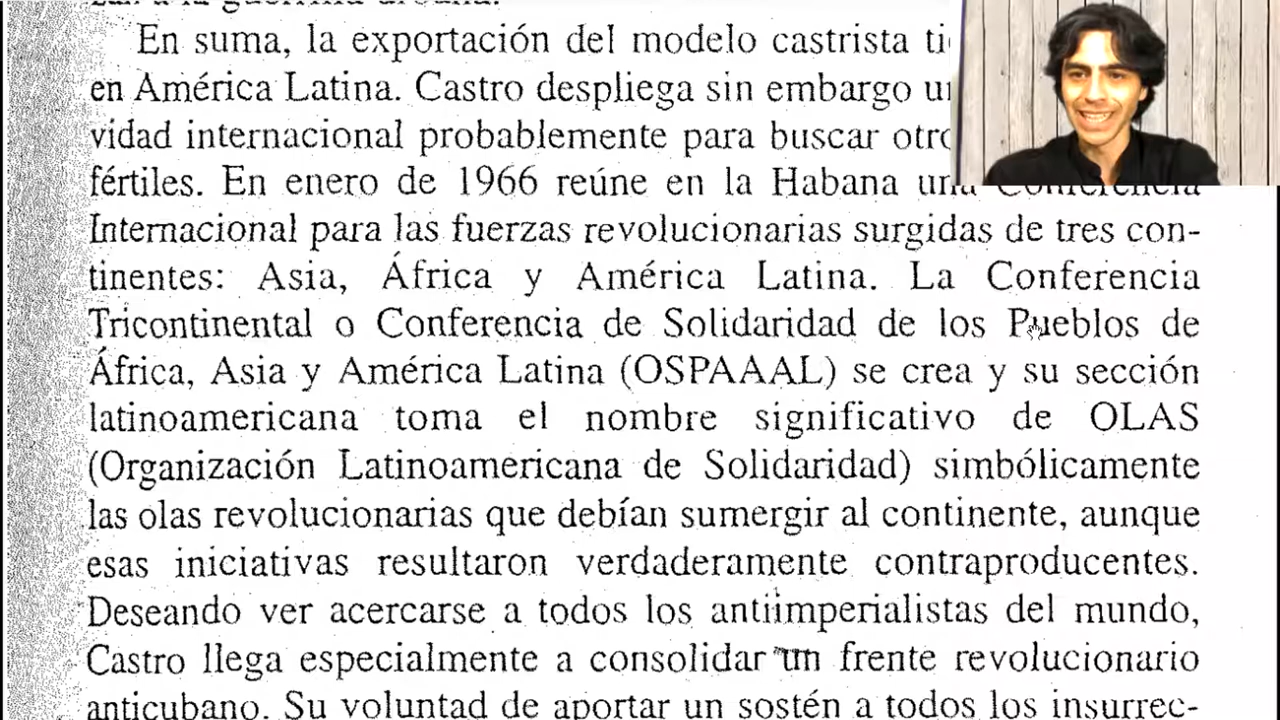 En suma, la exportación del modelo castrista
en América Latina. Castro despliega sin embargo
vidad internacional probablemente para buscar
fértiles. En enero de 1966 reúne en la Habana una Conferencia
Internacional para las fuerzas revolucionarias surgidas de tres con-
tinentes: Asia, África y América Latina. La Conferencia
Tricontinental o Conferencia de Solidaridad de los Pueblos de
África, Asia y América Latina (OSPAAAL) se crea y su sección
latinoamericana toma el nombre significativo de OLAS
(Organización Latinoamericana de Solidaridad) simbólicamente
las olas revolucionarias que debían sumergir al continente, aunque
esas iniciativas resultaron verdaderamente contraproducentes.
Deseando ver acercarse a todos los antiimperialistas del mundo,
Castro llega especialmente a consolidar un frente revolucionario
anticubano. Su voluntad de aportar un sostén a todos los insurrec-